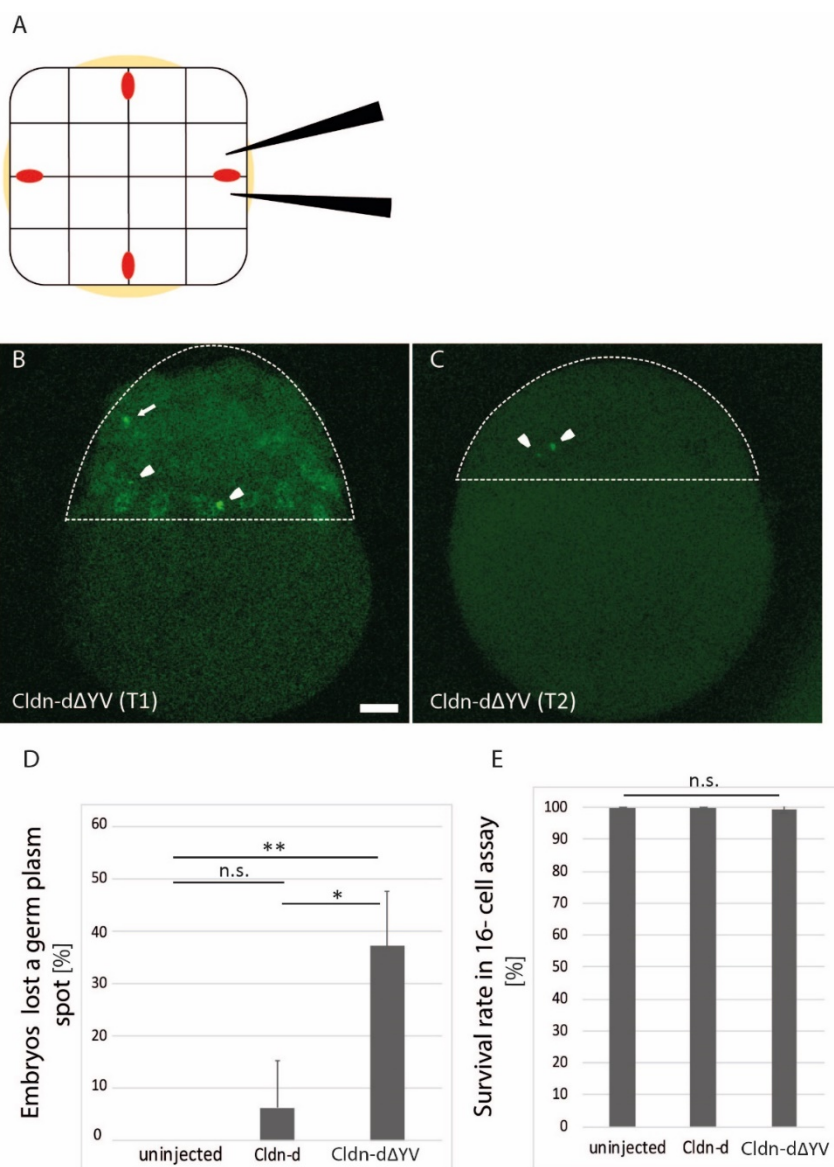 A
B
C
Cldn-dΔYV (T1)
Cldn-dΔYV (T2)
D
Embryos lost a germ plasm
spot [%]
60
50
40
30
20
10
0
**
n.s.
*
uninjected Cldn-d Cldn-dΔYV
E
Survival rate in 16- cell assay
[%]
n.s.
100
90
80
70
60
50
40
30
20
10
0
uninjected Cldn-d Cldn-dΔYV